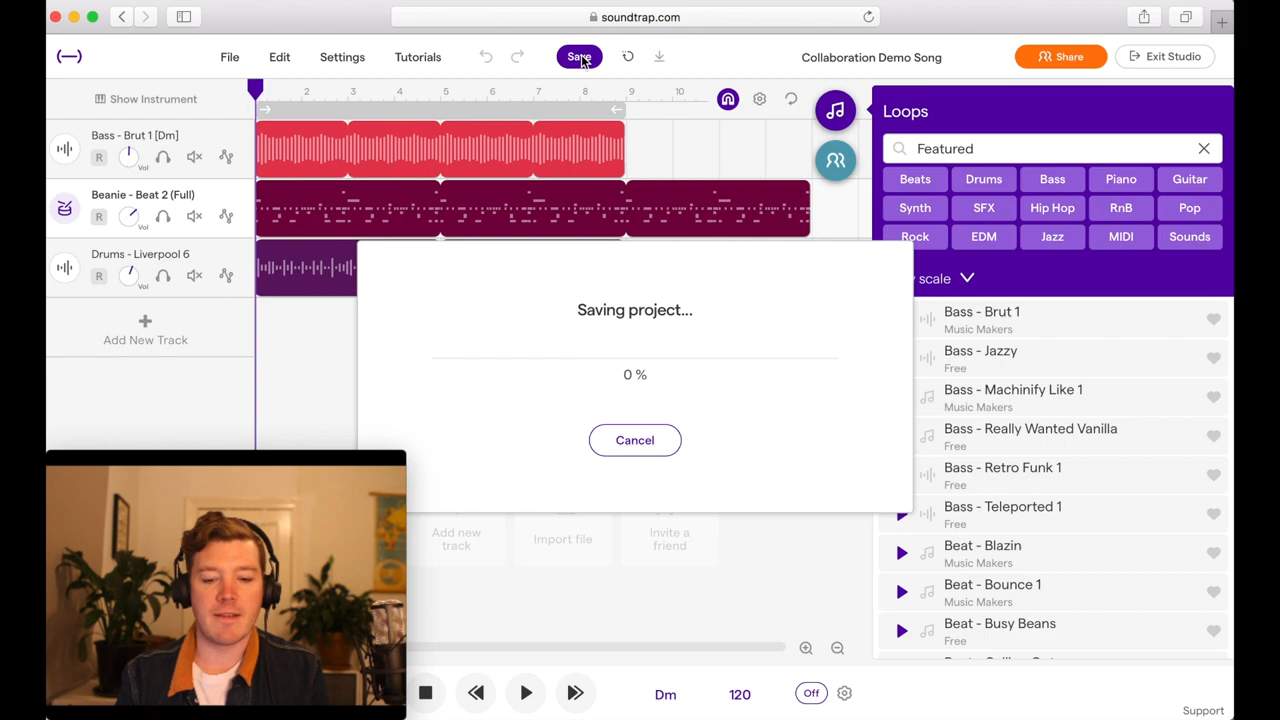 soundtrap.com
File
Edit
Settings
Tutorials
Save
Collaboration Demo Song
Share
Exit Studio
Show Instrument
2 3 4 5 6 7 8 9 10
Bass - Brut 1 [Dm]
R
Vol
Beanie - Beat 2 (Full)
R
Vol
Drums - Liverpool 6
R
Vol
Add New Track
Loops
Featured
Beats
Drums
Bass
Piano
Guitar
Synth
SFX
Hip Hop
RnB
Pop
Rock
EDM
Jazz
MIDI
Sounds
scale
Saving project...
0 %
Cancel
Add new
track
Import file
Invite a
friend
Bass - Brut 1
Music Makers
Bass - Jazzy
Free
Bass - Machinify Like 1
Music Makers
Bass - Really Wanted Vanilla
Free
Bass - Retro Funk 1
Free
Bass - Teleported 1
Free
Beat - Blazin
Music Makers
Beat - Bounce 1
Music Makers
Beat - Busy Beans
Free
Dm
120
Off
Support